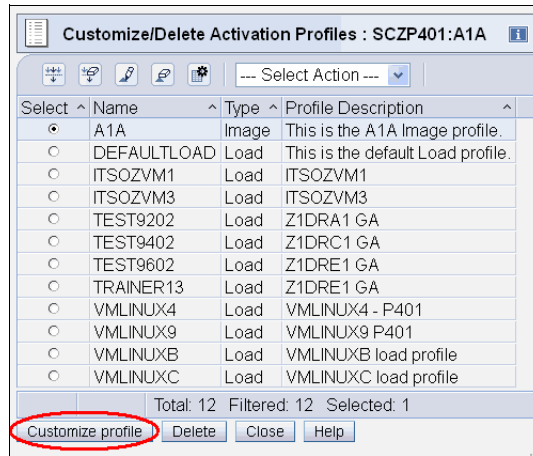 Customize/Delete Activation Profiles : SCZP401:A1A
--- Select Action ---
Select Name Type Profile Description
A1A Image This is the A1A Image profile.
DEFAULTLOAD Load This is the default Load profile.
ITSOZVM1 Load ITSOZVM1
ITSOZVM3 Load ITSOZVM3
TEST9202 Load Z1DRA1 GA
TEST9402 Load Z1DRC1 GA
TEST9602 Load Z1DRE1 GA
TRAINER13 Load Z1DRE1 GA
VMLINUX4 Load VMLINUX4 - P401
VMLINUX9 Load VMLINUX9 P401
VMLINUXB Load VMLINUXB load profile
VMLINUXC Load VMLINUXC load profile
Total: 12 Filtered: 12 Selected: 1
Customize profile Delete Close Help